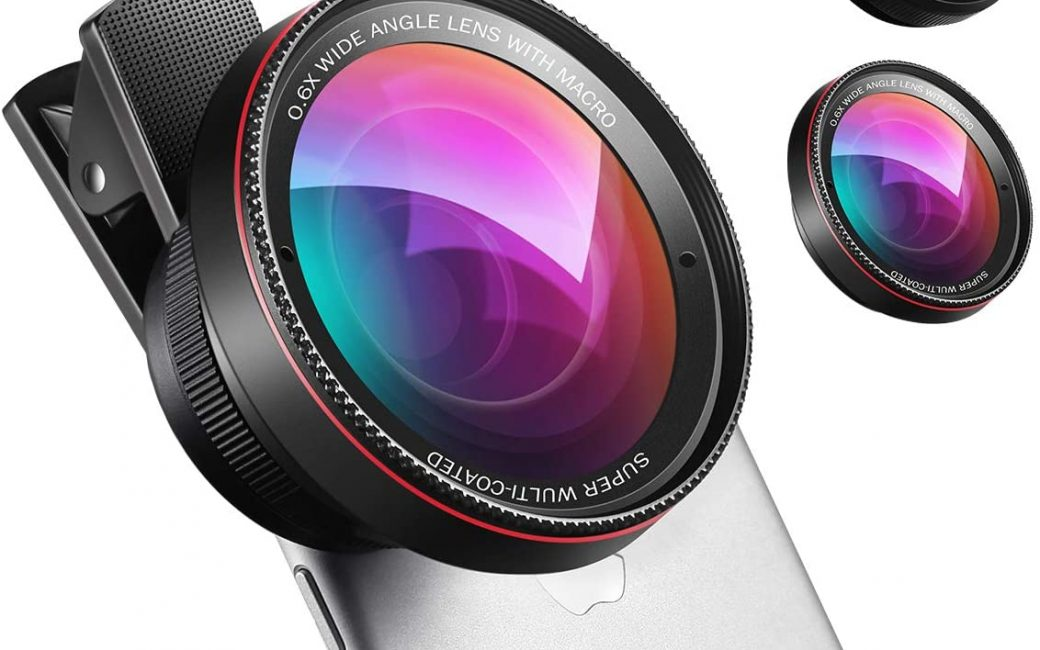 0.6X WIDE ANGLE LENS WITH MACRO
SUPER WULTI-COATED
0.6X WIDE ANGLE LENS WITH MACRO
SUPER WULTI-COATED